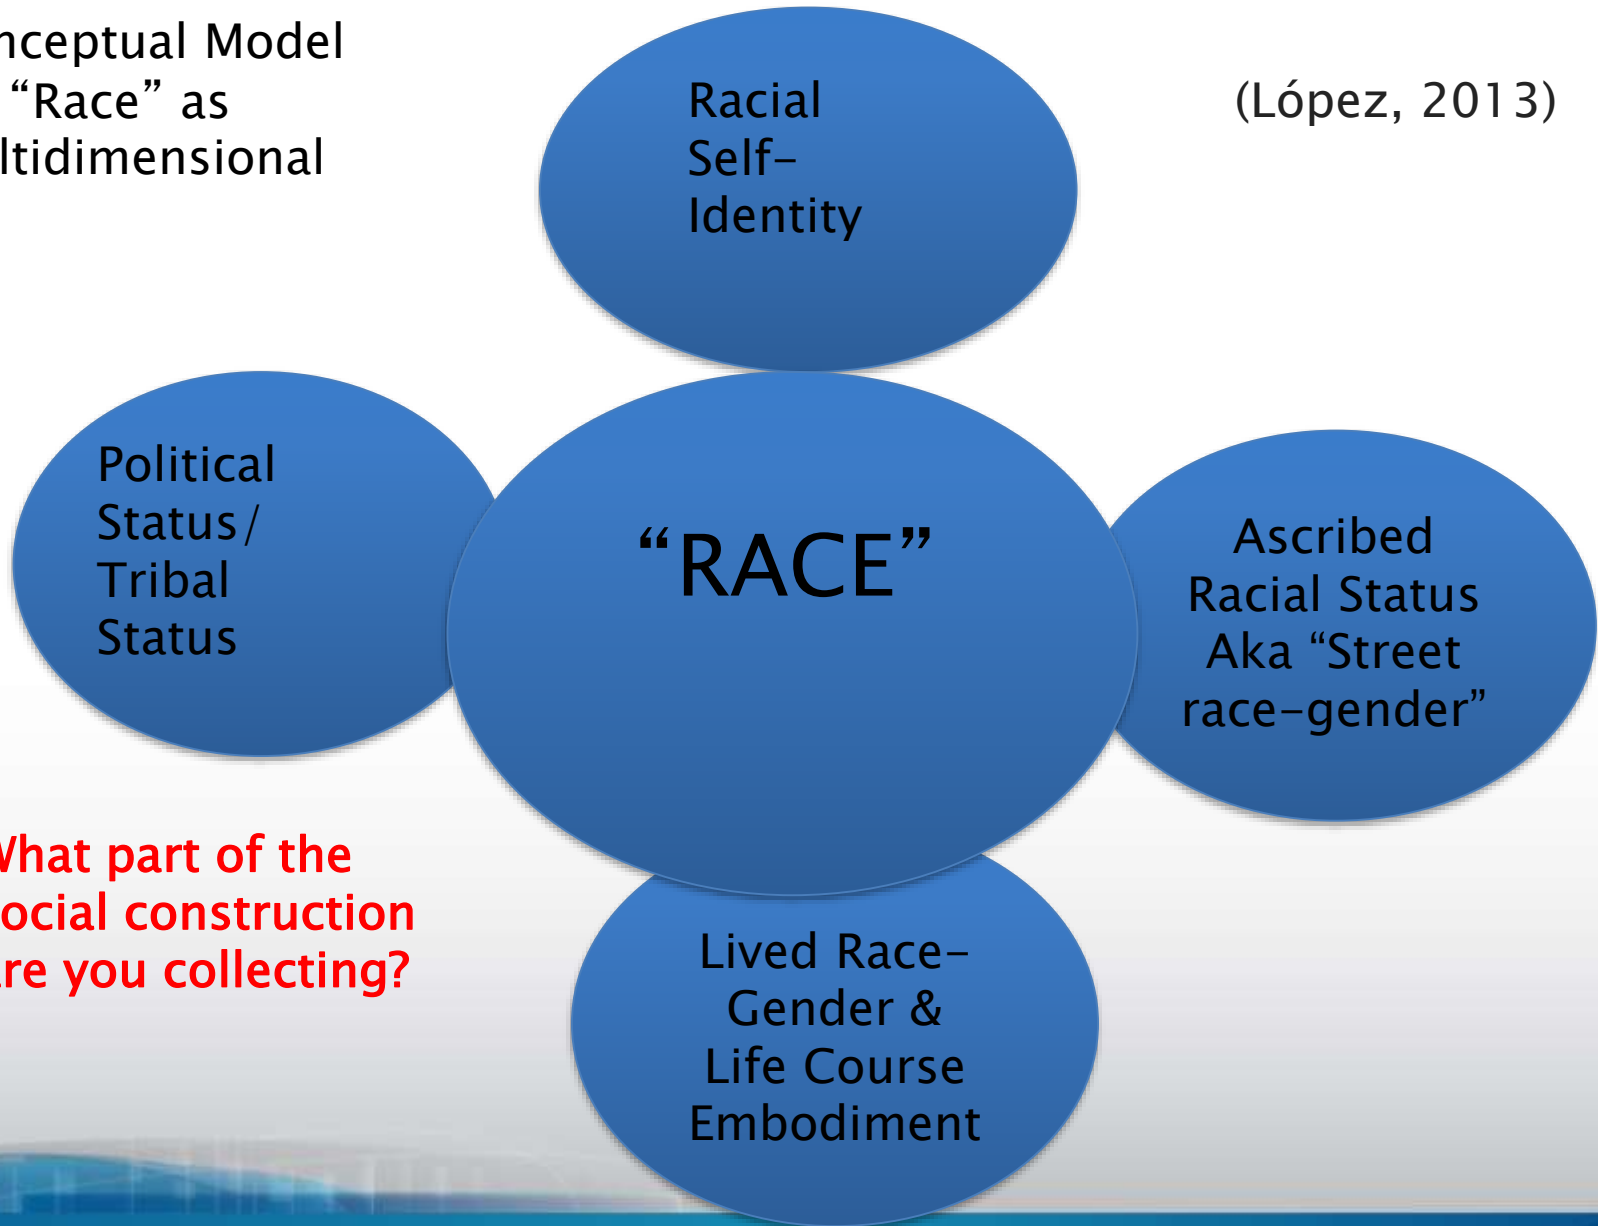 nceptual Model
“Race” as
ltidimensional
(López, 2013)
Racial
Self-
Identity
Political
Status/
Tribal
Status
“RACE”
Ascribed
Racial Status
Aka “Street
race-gender”
What part of the
ocial construction
re you collecting?
Lived Race-
Gender &
Life Course
Embodiment